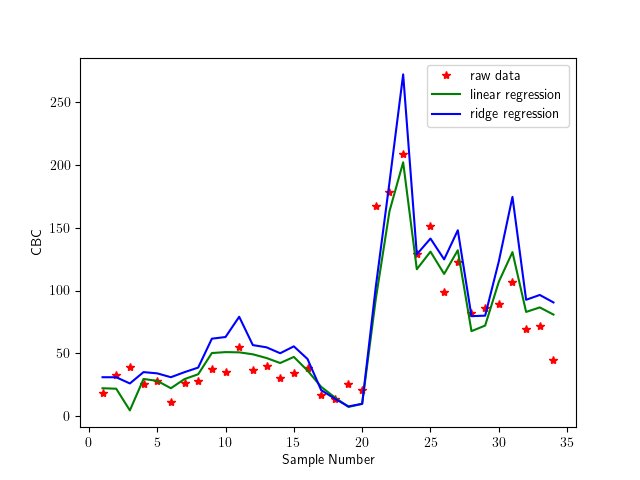 raw data
linear regression
ridge regression
250
200
150
100
50
0
CBC
0 5 10 15 20 25 30 35
Sample Number